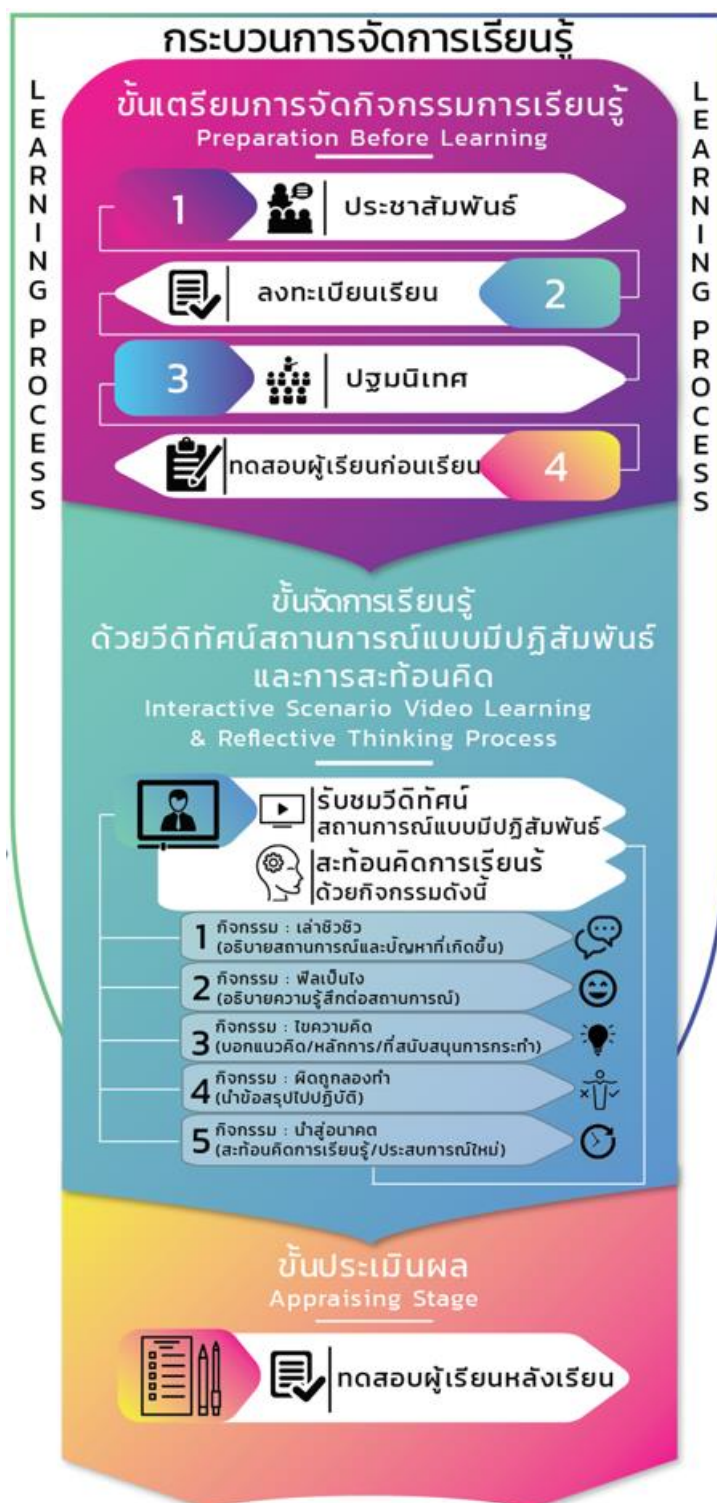 กระบวนการจัดการเรียนรู้
LEARNING PROCESS
LEARNING PROCESS
ขั้นเตรียมการจัดกิจกรรมการเรียนรู้
Preparation Before Learning
1 ประชาสัมพันธ์
ลงทะเบียนเรียน 2
3 ปฐมนิเทศ
ทดสอบผู้เรียนก่อนเรียน 4
ขั้นจัดการเรียนรู้
ด้วยวีดิทัศน์สถานการณ์แบบมีปฏิสัมพันธ์
และการสะท้อนคิด
Interactive Scenario Video Learning
& Reflective Thinking Process
รับชมวีดิทัศน์
สถานการณ์แบบมีปฏิสัมพันธ์
สะท้อนคิดการเรียนรู้
ด้วยกิจกรรมดังนี้
1 กิจกรรม : เล่าชิวชิว
(อธิบายสถานการณ์และปัญหาที่เกิดขึ้น)
2 กิจกรรม : ฟีลเป็นไง
(อธิบายความรู้สึกต่อสถานการณ์)
3 กิจกรรม : ไขความคิด
(บอกแนวคิด/หลักการ/ที่สนับสนุนการกระทำ)
4 กิจกรรม : ผิดถูกลองทำ
(นำข้อสรุปไปปฏิบัติ)
5 กิจกรรม : นำสู่อนาคต
(สะท้อนคิดการเรียนรู้/ประสบการณ์ใหม่)
ขั้นประเมินผล
Appraising Stage
ทดสอบผู้เรียนหลังเรียน